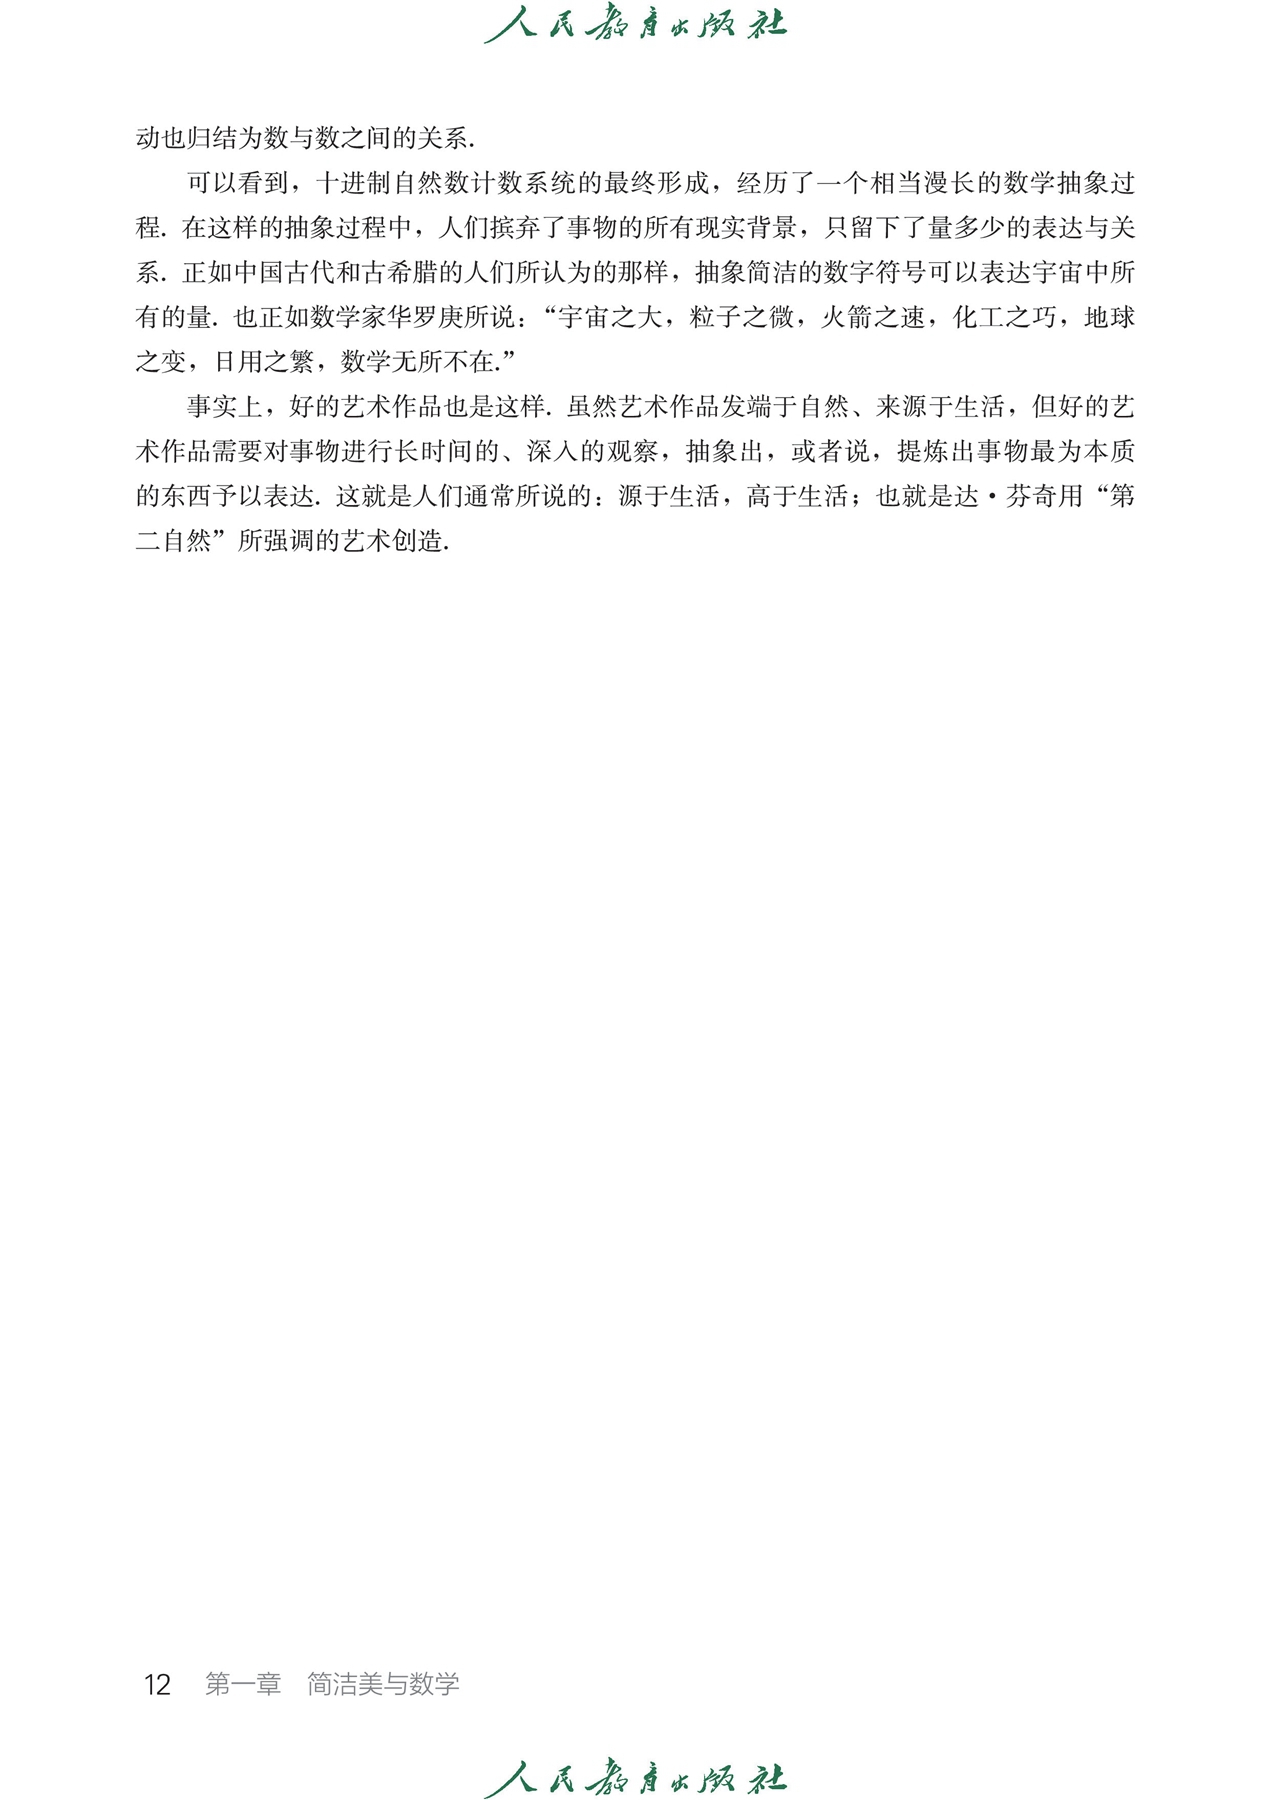 人民教育出版社
动也归结为数与数之间的关系.
可以看到，十进制自然数计数系统的最终形成，经历了一个相当漫长的数学抽象过
程. 在这样的抽象过程中，人们摈弃了事物的所有现实背景，只留下了量多少的表达与关
系. 正如中国古代和古希腊的人们所认为的那样，抽象简洁的数字符号可以表达宇宙中所
有的量. 也正如数学家华罗庚所说：“宇宙之大，粒子之微，火箭之速，化工之巧，地球
之变，日用之繁，数学无所不在.”
事实上，好的艺术作品也是这样. 虽然艺术作品发端于自然、来源于生活，但好的艺
术作品需要对事物进行长时间的、深入的观察，抽象出，或者说，提炼出事物最为本质
的东西予以表达. 这就是人们通常所说的：源于生活，高于生活；也就是达·芬奇用“第
二自然”所强调的艺术创造.
12 第一章 简洁美与数学
人民教育出版社